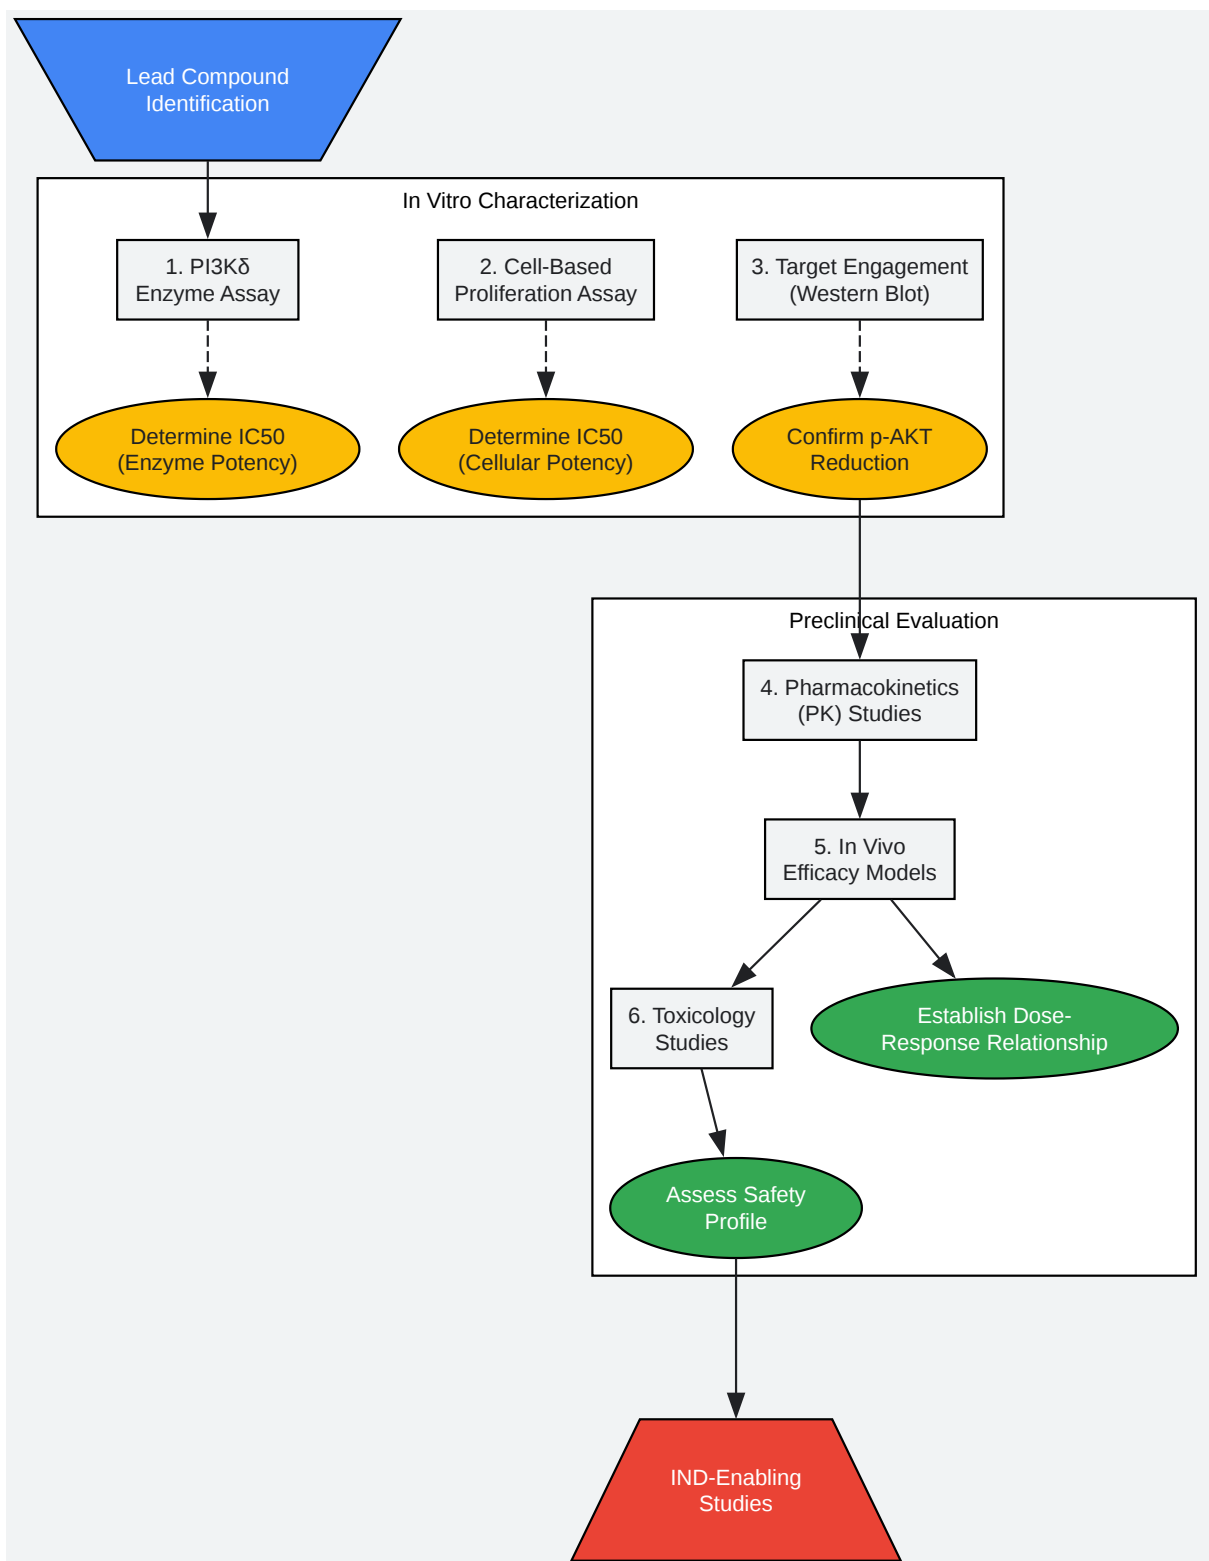 Lead Compound
Identification
In Vitro Characterization
1. PI3Kδ
Enzyme Assay
2. Cell-Based
Proliferation Assay
3. Target Engagement
(Western Blot)
Determine IC50
(Enzyme Potency)
Determine IC50
(Cellular Potency)
Confirm p-AKT
Reduction
Preclinical Evaluation
4. Pharmacokinetics
(PK) Studies
5. In Vivo
Efficacy Models
6. Toxicology
Studies
Establish Dose-
Response Relationship
Assess Safety
Profile
IND-Enabling
Studies